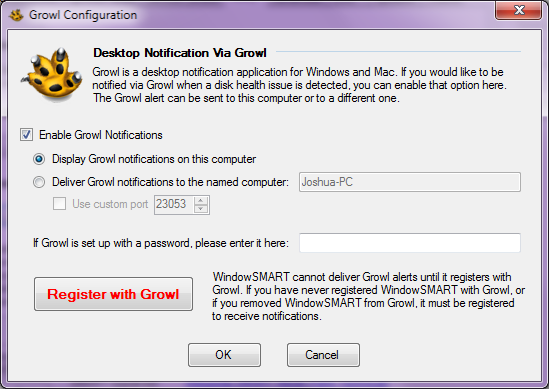 Growl Configuration
Desktop Notification Via Growl
Growl is a desktop notification application for Windows and Mac. If you would like to be
notified via Growl when a disk health issue is detected, you can enable that option here.
The Growl alert can be sent to this computer or to a different one.
Enable Growl Notifications
Display Growl notifications on this computer
Deliver Growl notifications to the named computer: Joshua-PC
Use custom port 23053
If Growl is set up with a password, please enter it here:
Register with Growl
WindowSMART cannot deliver Growl alerts until it registers with
Growl. If you have never registered WindowSMART with Growl, or
if you removed WindowSMART from Growl, it must be registered
to receive notifications.
OK Cancel